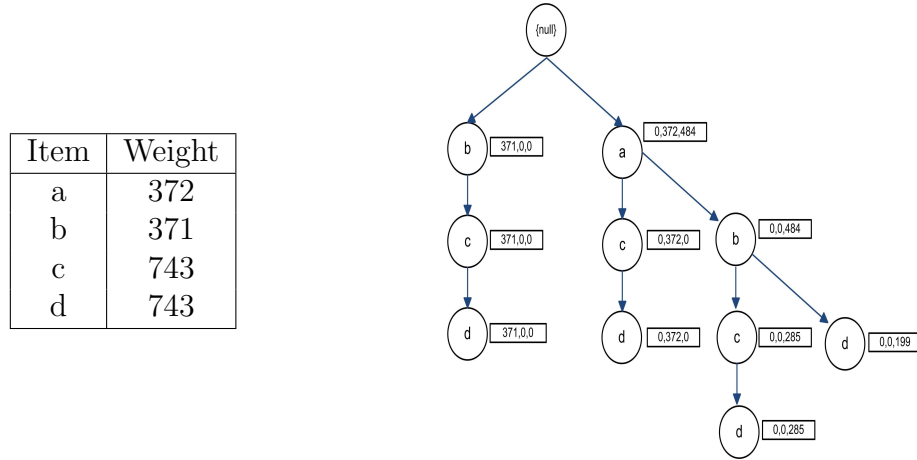 Item Weight
a 372
b 371
c 743
d 743
{null}
b 371,0,0
a 0,372,484
c 371,0,0
c 0,372,0
b 0,0,484
d 371,0,0
d 0,372,0
c 0,0,285
d 0,0,199
d 0,0,285